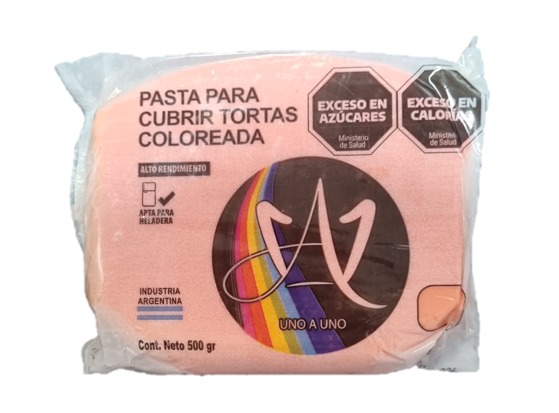 PASTA PARA
CUBRIR TORTAS
COLOREADA
EXCESO EN
AZÚCARES
Ministerio
de Salud
EXCESO EN
CALORÍAS
Ministerio
de Salud
ALTO RENDIMIENTO
APTA PARA
HELADERA
INDUSTRIA
ARGENTINA
UNO A UNO
Cont. Neto 500 gr